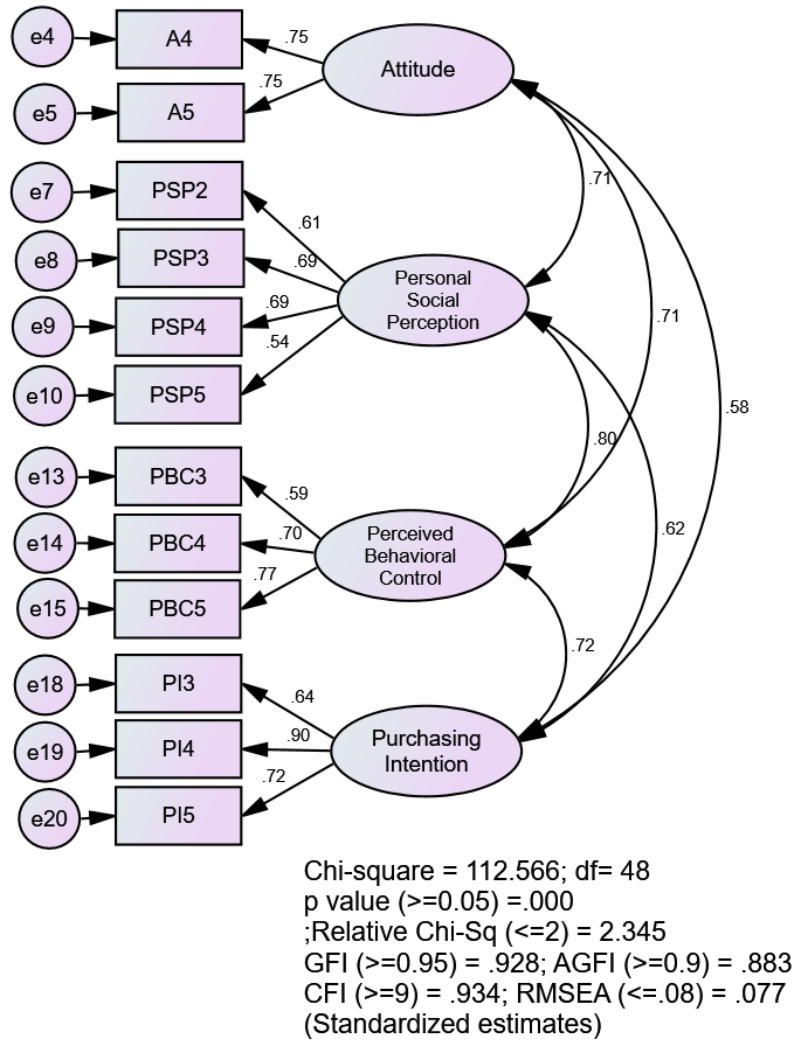 e4
A4
.75
Attitude
e5
A5
.75
.71
e7
PSP2
.61
e8
PSP3
.69
Personal
Social
Perception
e9
PSP4
.69
.71
e10
PSP5
.54
.58
.80
e13
PBC3
.59
e14
PBC4
.70
Perceived
Behavioral
Control
.62
e15
PBC5
.77
.72
e18
PI3
.64
e19
PI4
.90
Purchasing
Intention
e20
PI5
.72
Chi-square = 112.566; df= 48
p value (>=0.05) =.000
;Relative Chi-Sq (<=2) = 2.345
GFI (>=0.95) = .928; AGFI (>=0.9) = .883
CFI (>=9) = .934; RMSEA (<=.08) = .077
(Standardized estimates)